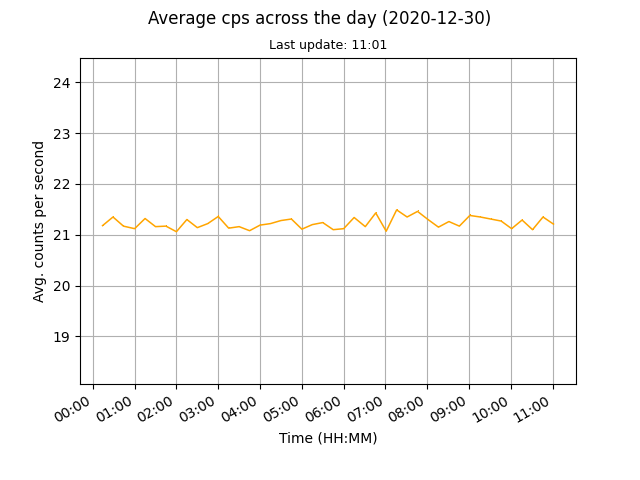 Average cps across the day (2020-12-30)
Last update: 11:01
24
23
22
21
20
19
Avg. counts per second
00:00 01:00 02:00 03:00 04:00 05:00 06:00 07:00 08:00 09:00 10:00 11:00
Time (HH:MM)